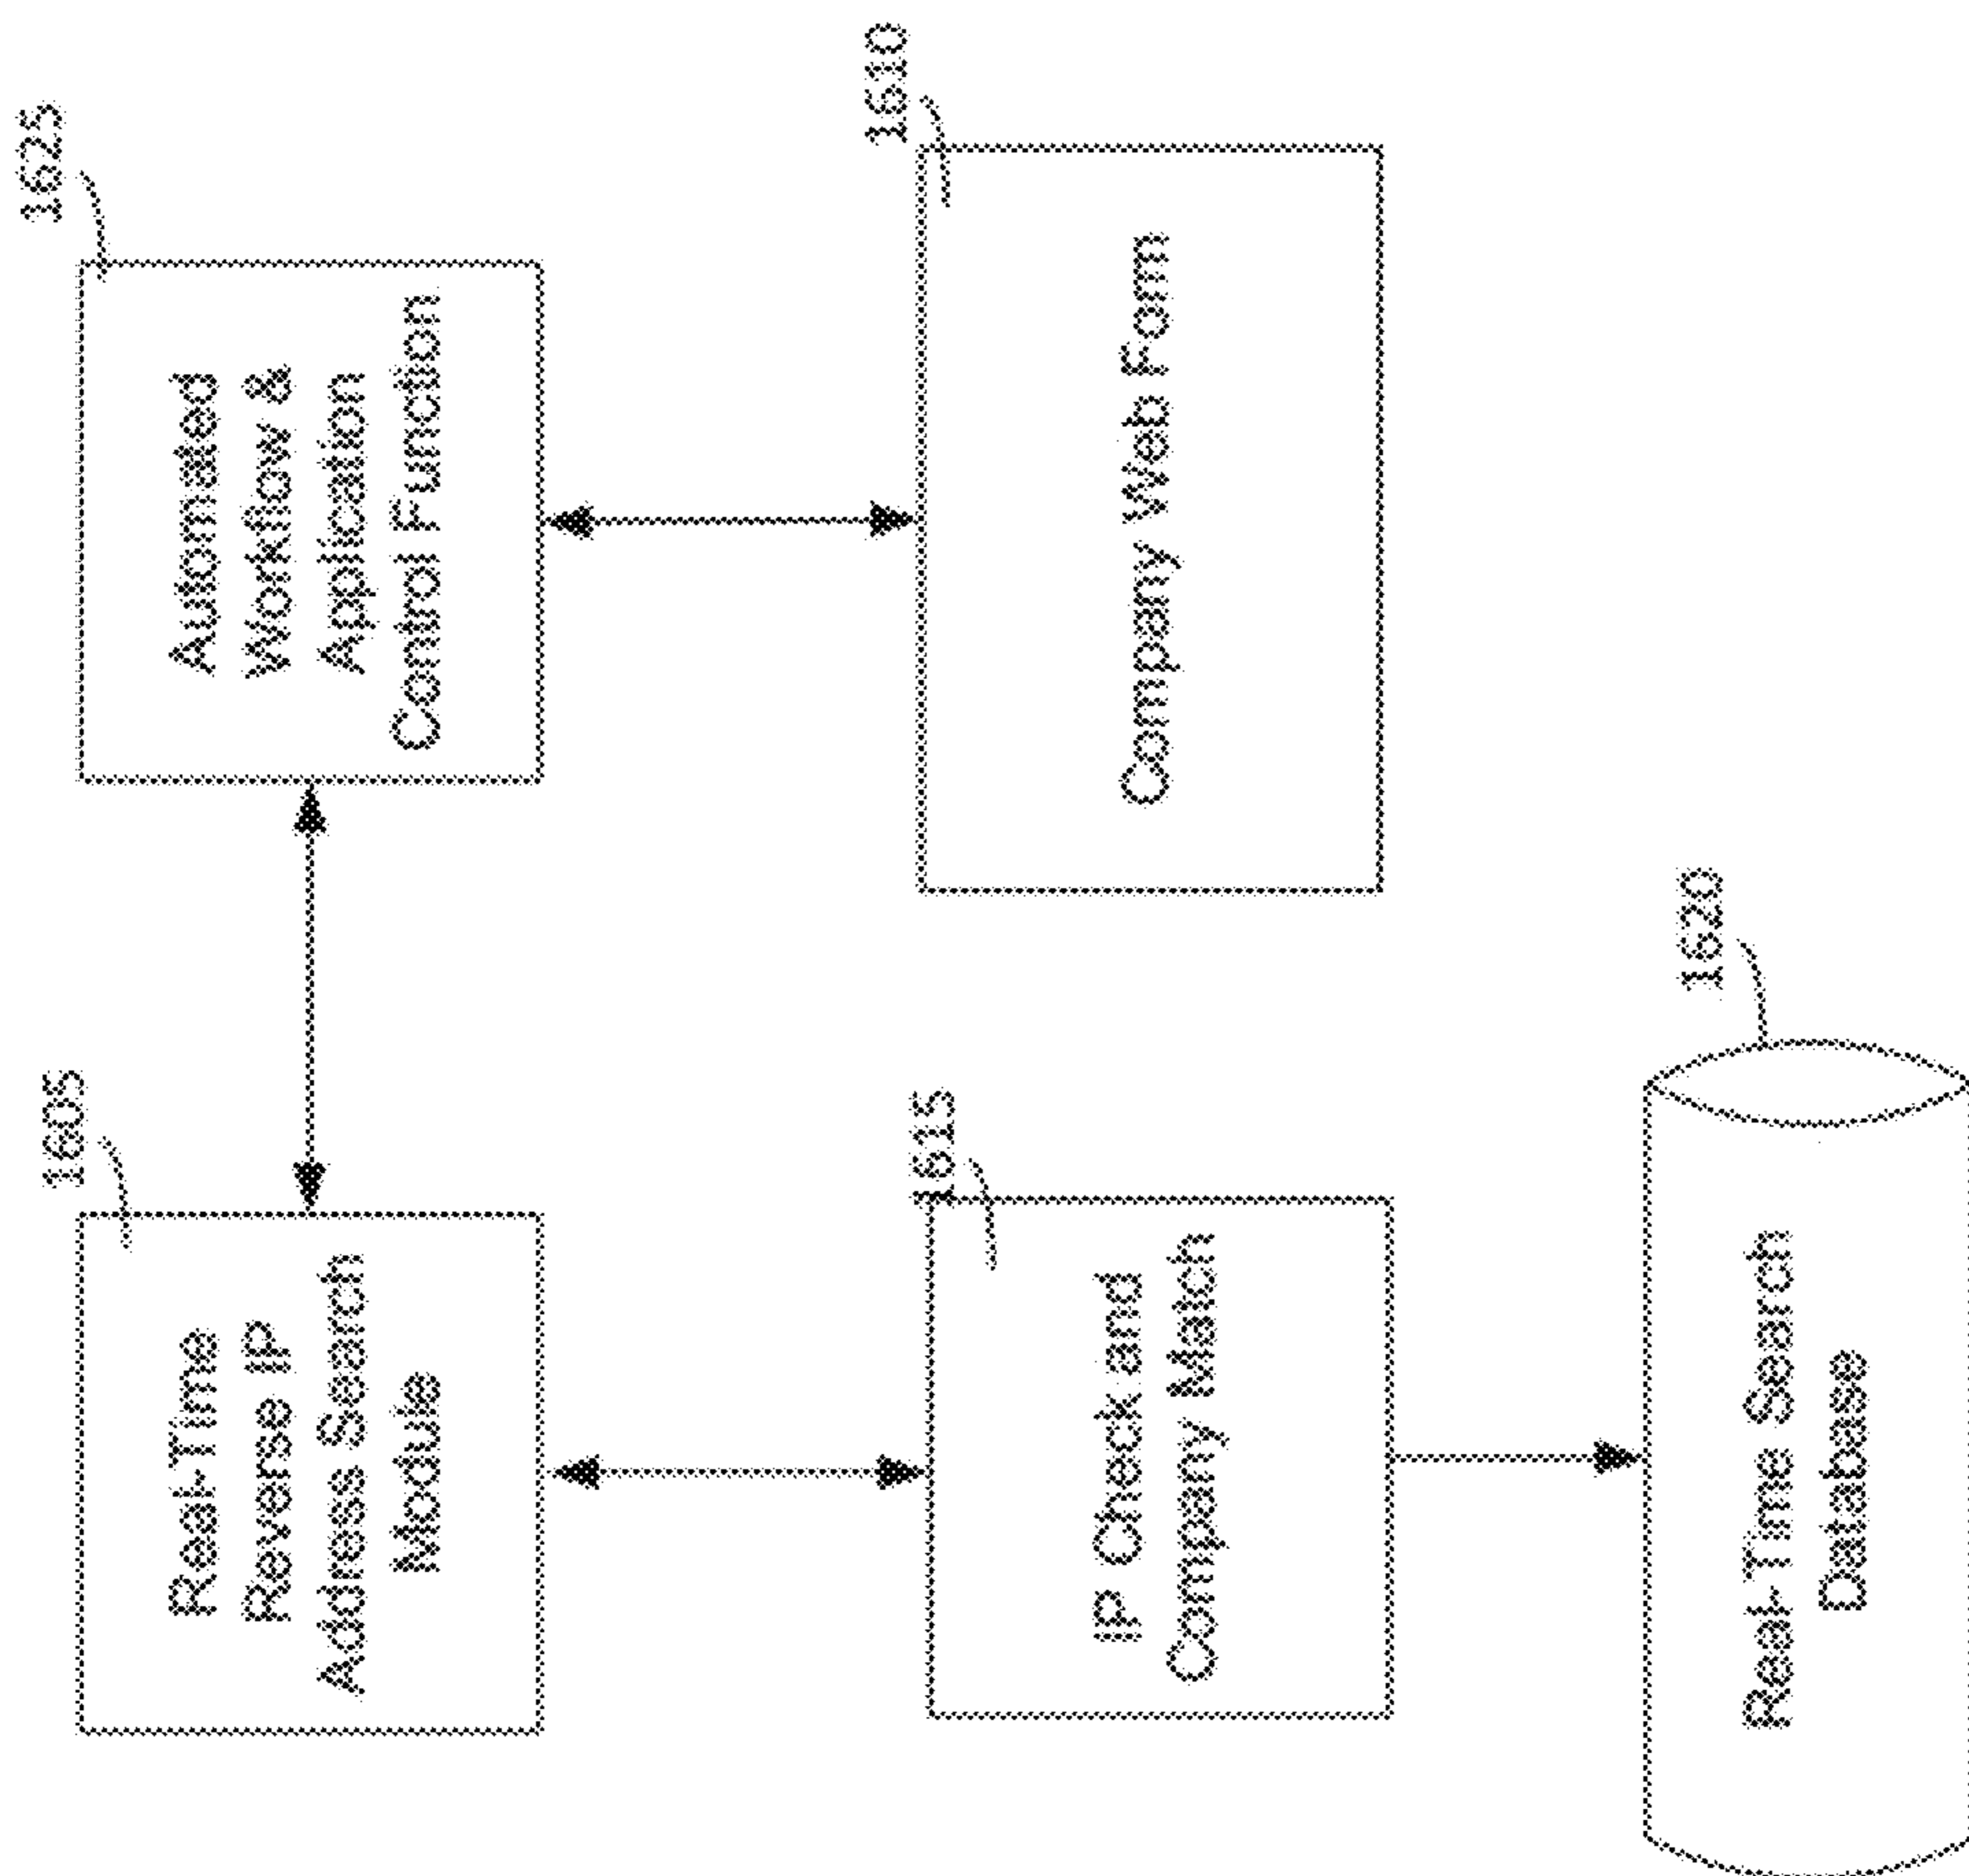 1605
Real-Time
Reverse IP
Address Search
Module
1625
Automated
Workflow &
Application
Control Function
1615
IP Check and
Company Match
1610
Company Web Form
1620
Real-Time Search
Database